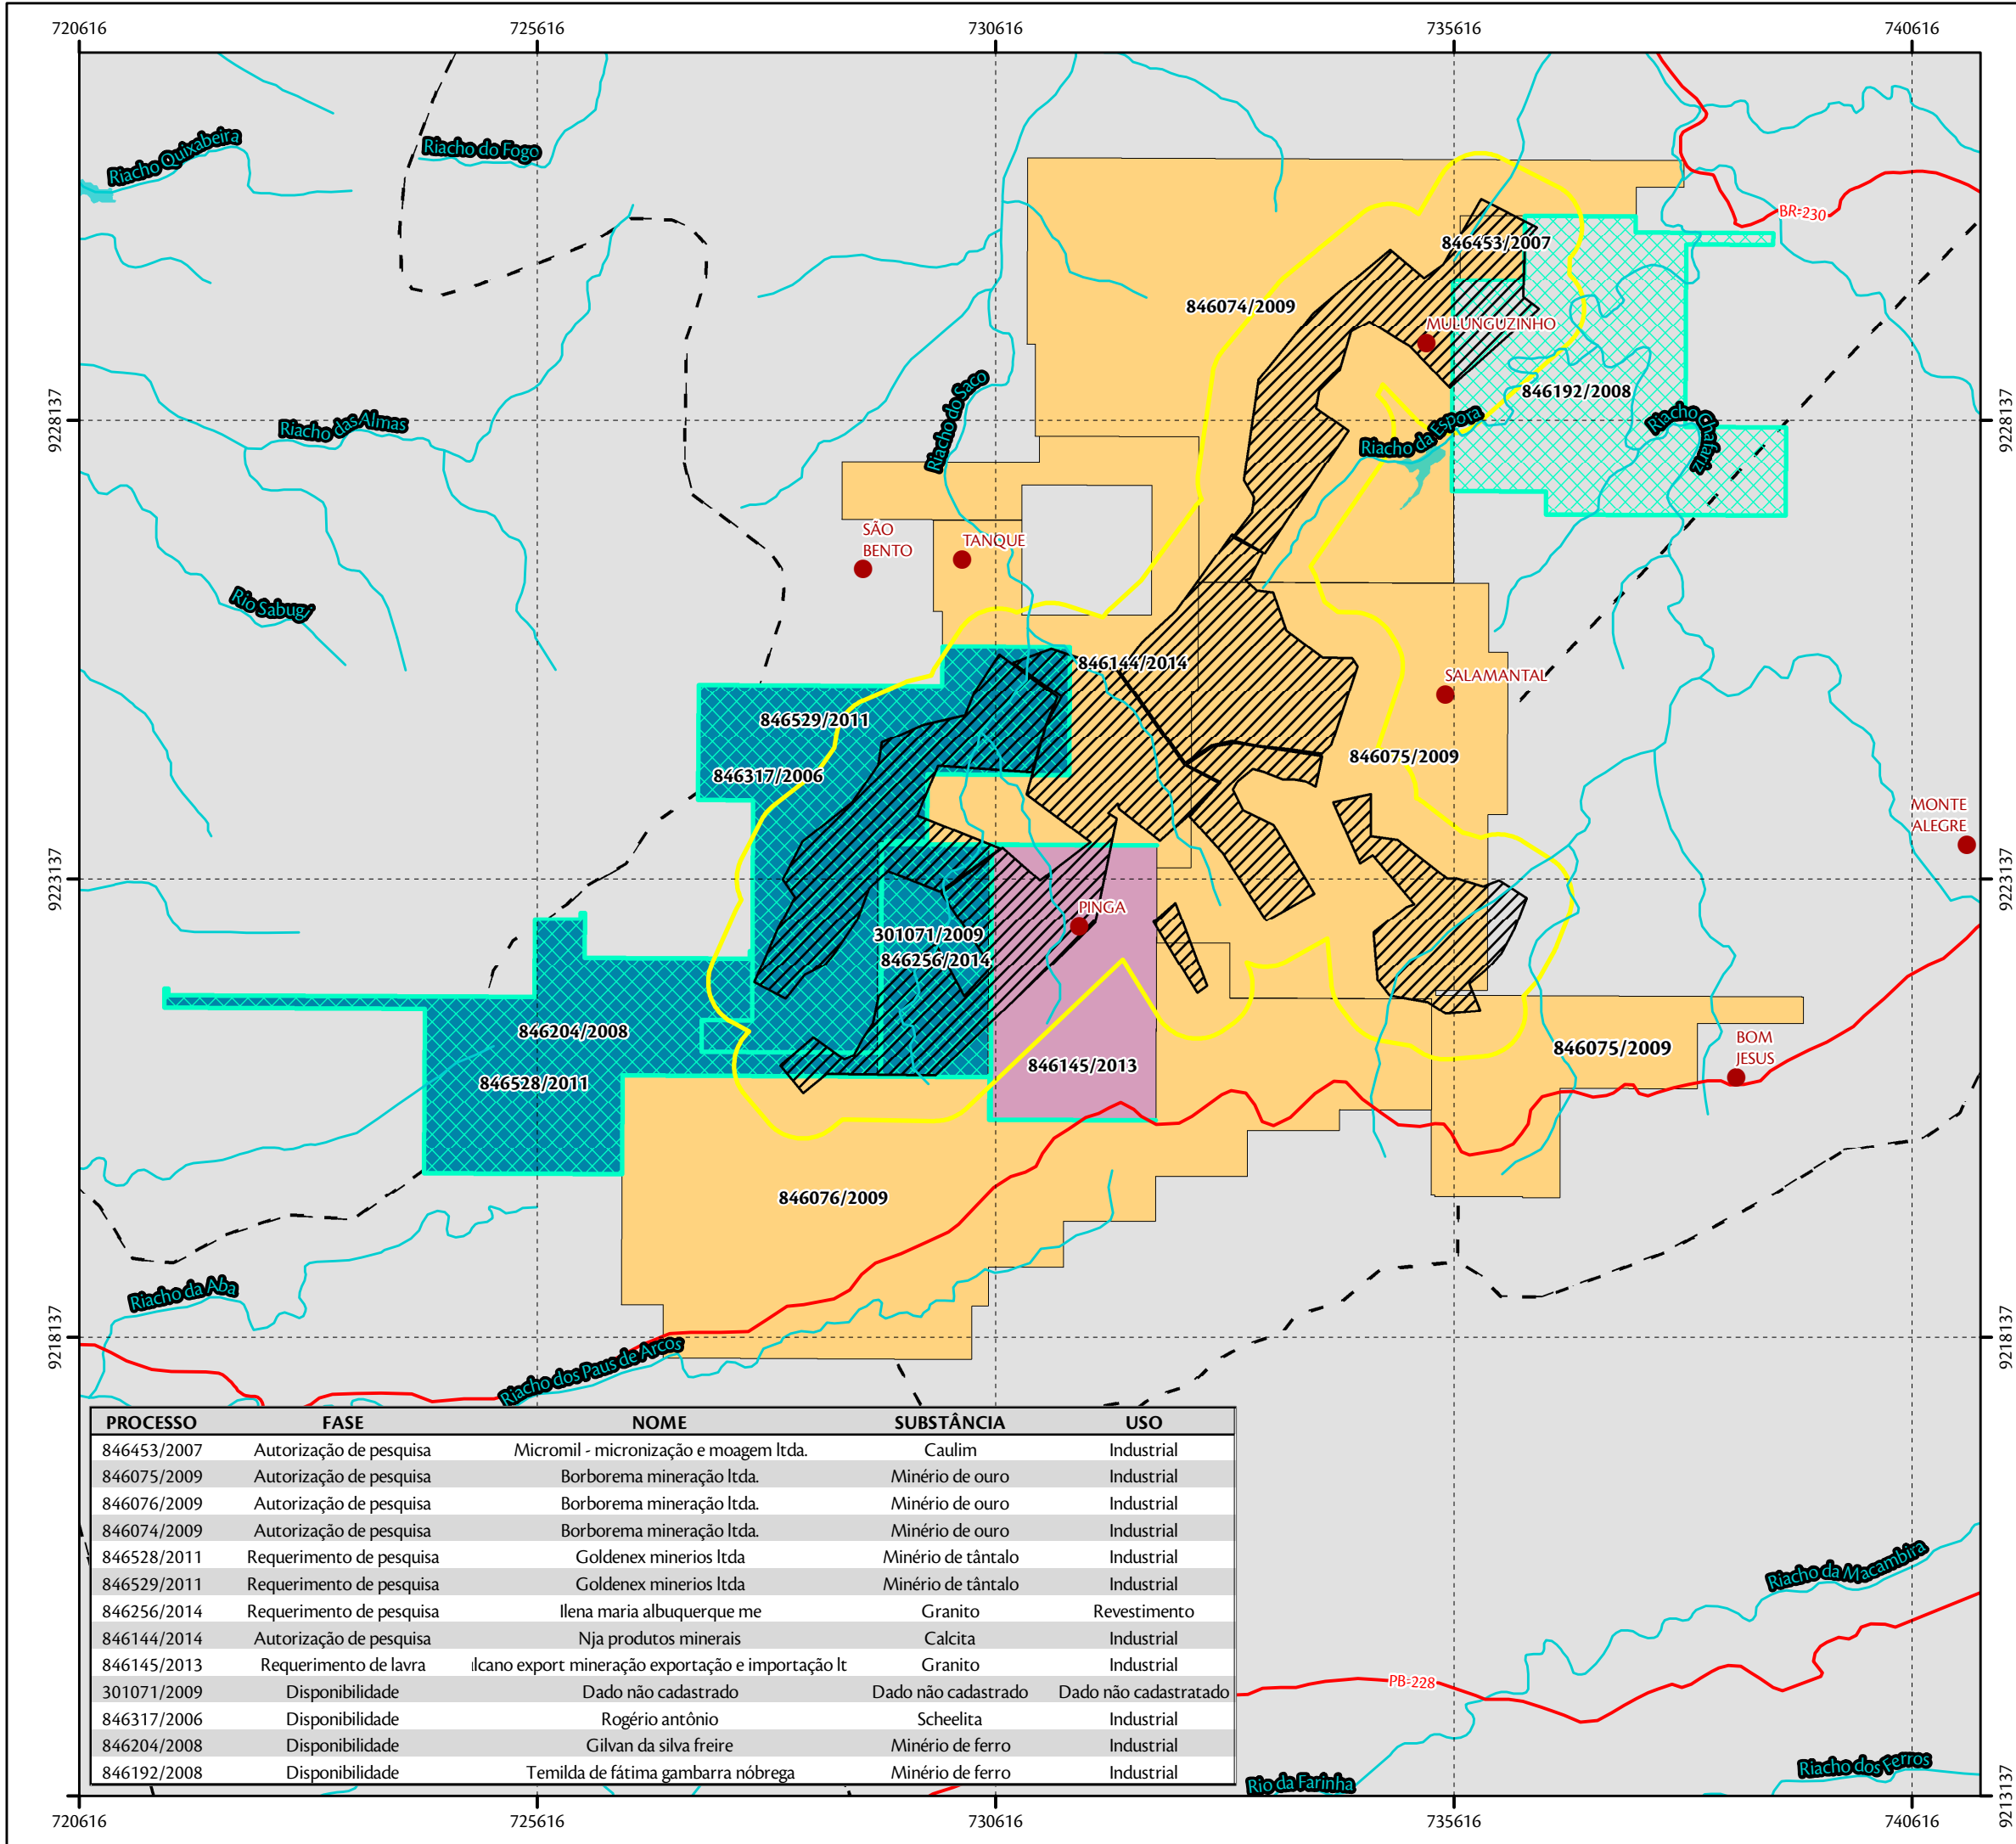 720616 725616 730616 735616 740616
Riacho Quixabeira
Riacho do Fogo
BR-230
846453/2007
846074/2009
MULUNGUZINHO
Riacho do Saco
846192/2008
9228137
9228137
Riacho das Almas
Riacho da Espora
Riacho Chafariz
SÃO
BENTO
TANQUE
Rio Sabugi
846144/2014
SALAMANTAL
846529/2011
846075/2009
846317/2006
MONTE
ALEGRE
9223137
9223137
PINGA
301071/2009
846256/2014
846204/2008
846075/2009
BOM
JESUS
846145/2013
846528/2011
846076/2009
Riacho da Aba
9218137
9218137
Riacho dos Paus de Arcos
PROCESSO FASE NOME SUBSTÂNCIA USO
846453/2007 Autorização de pesquisa Micromil - micronização e moagem ltda. Caulim Industrial
846075/2009 Autorização de pesquisa Borborema mineração ltda. Minério de ouro Industrial
846076/2009 Autorização de pesquisa Borborema mineração ltda. Minério de ouro Industrial
846074/2009 Autorização de pesquisa Borborema mineração ltda. Minério de ouro Industrial
846528/2011 Requerimento de pesquisa Goldenex minerios ltda Minério de tântalo Industrial
846529/2011 Requerimento de pesquisa Goldenex minerios ltda Minério de tântalo Industrial
846256/2014 Requerimento de pesquisa Ilena maria albuquerque me Granito Revestimento
846144/2014 Autorização de pesquisa Nja produtos minerais Calcita Industrial
846145/2013 Requerimento de lavra lcano export mineração exportação e importação lt Granito Industrial
301071/2009 Disponibilidade Dado não cadastrado Dado não cadastrado Dado não cadastratado
846317/2006 Disponibilidade Rogério antônio Scheelita Industrial
846204/2008 Disponibilidade Gilvan da silva freire Minério de ferro Industrial
846192/2008 Disponibilidade Temilda de fátima gambarra nóbrega Minério de ferro Industrial
Riacho da Macambira
PB-228
Riacho dos Ferros
Rio da Farinha
9213137
720616 725616 730616 735616 740616